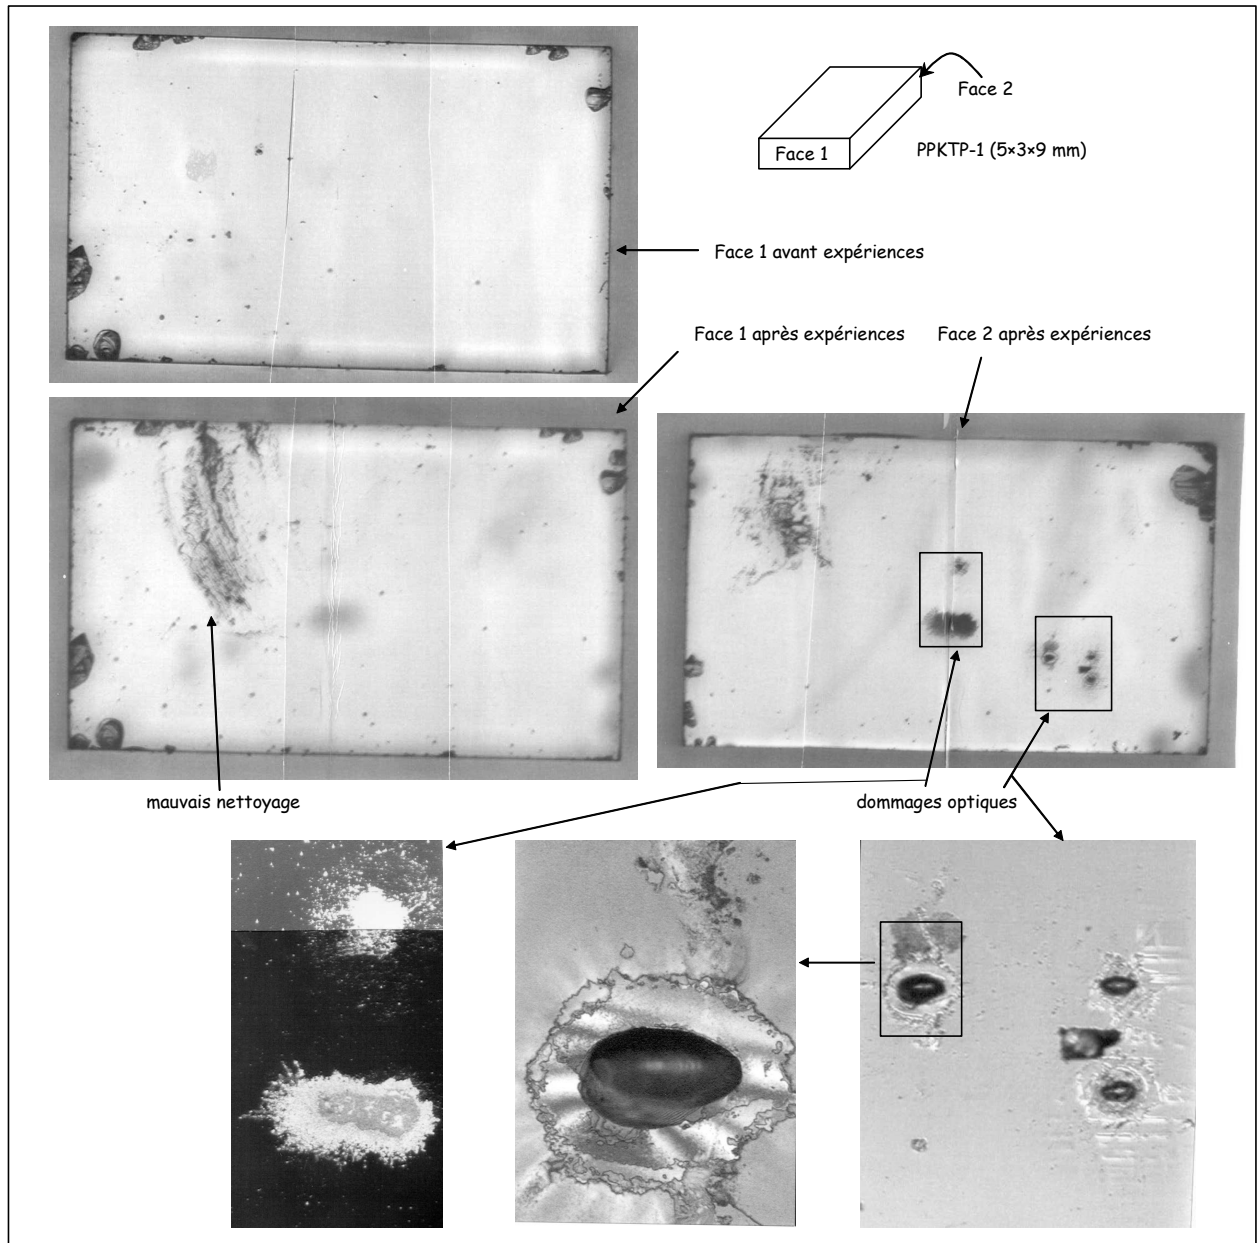 Face 2
Face 1
PPKTP-1 (5×3×9 mm)
Face 1 avant expériences
Face 1 après expériences
Face 2 après expériences
mauvais nettoyage
dommages optiques